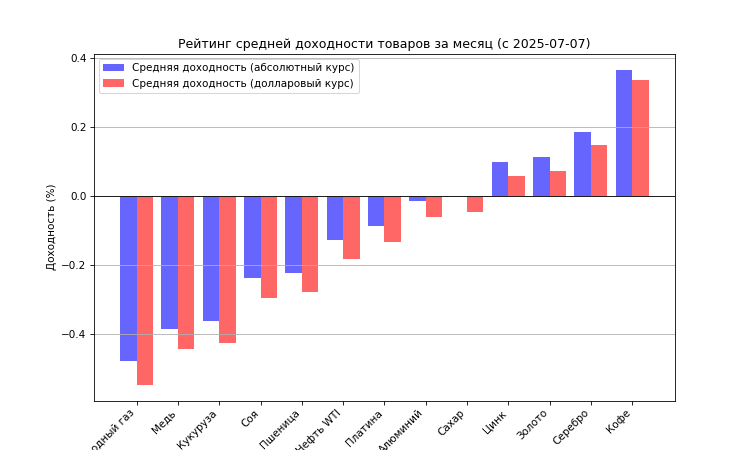 Рейтинг средней доходности товаров за месяц (с 2025-07-07)
Средняя доходность (абсолютный курс)
Средняя доходность (долларовый курс)
Доходность (%)
0.4
0.2
0.0
−0.2
−0.4
одный газ
Медь
Кукуруза
Соя
Пшеница
Нефть WTI
Платина
Алюминий
Сахар
Цинк
Золото
Серебро
Кофе